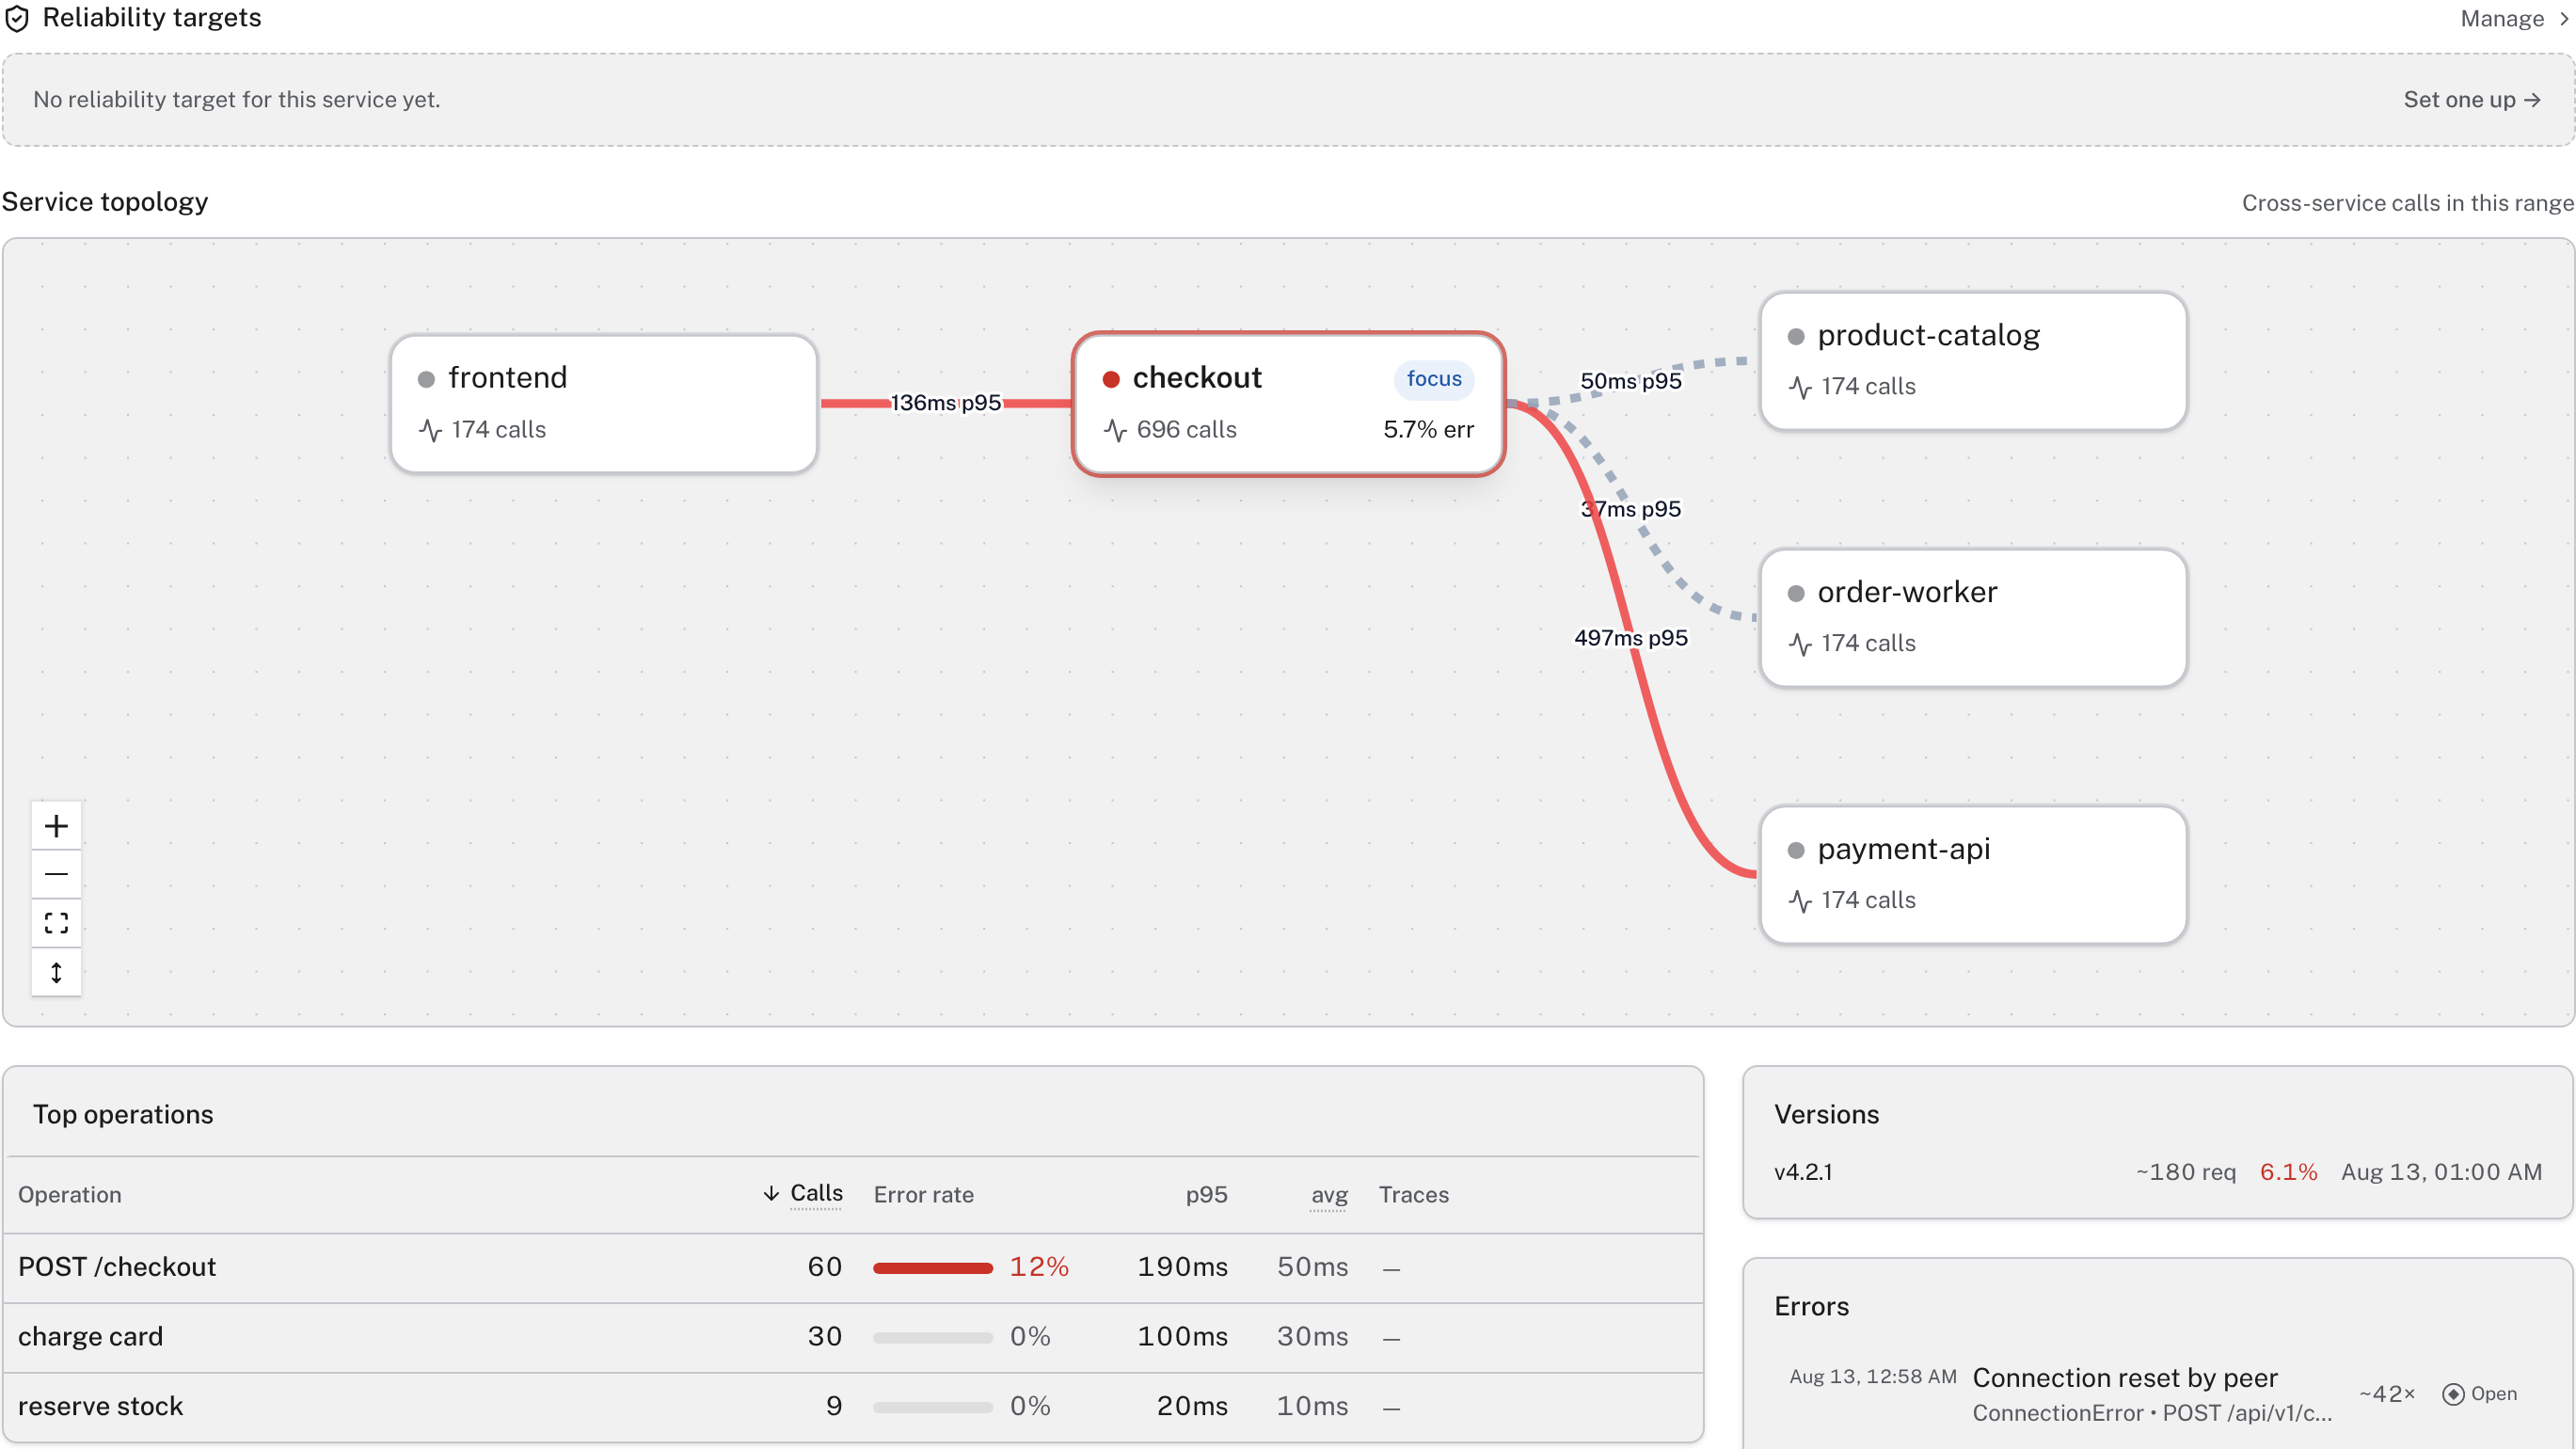 Reliability targets
Manage
No reliability target for this service yet.
Set one up →
Service topology
Cross-service calls in this range
frontend
174 calls
136ms p95
checkout
focus
696 calls
5.7% err
50ms p95
37ms p95
497ms p95
product-catalog
174 calls
order-worker
174 calls
payment-api
174 calls
Top operations
Operation ↓ Calls Error rate p95 avg Traces
POST /checkout 60 12% 190ms 50ms —
charge card 30 0% 100ms 30ms —
reserve stock 9 0% 20ms 10ms —
Versions
v4.2.1 ~180 req 6.1% Aug 13, 01:00 AM
Errors
Aug 13, 12:58 AM Connection reset by peer ~42× Open
ConnectionError • POST /api/v1/c...